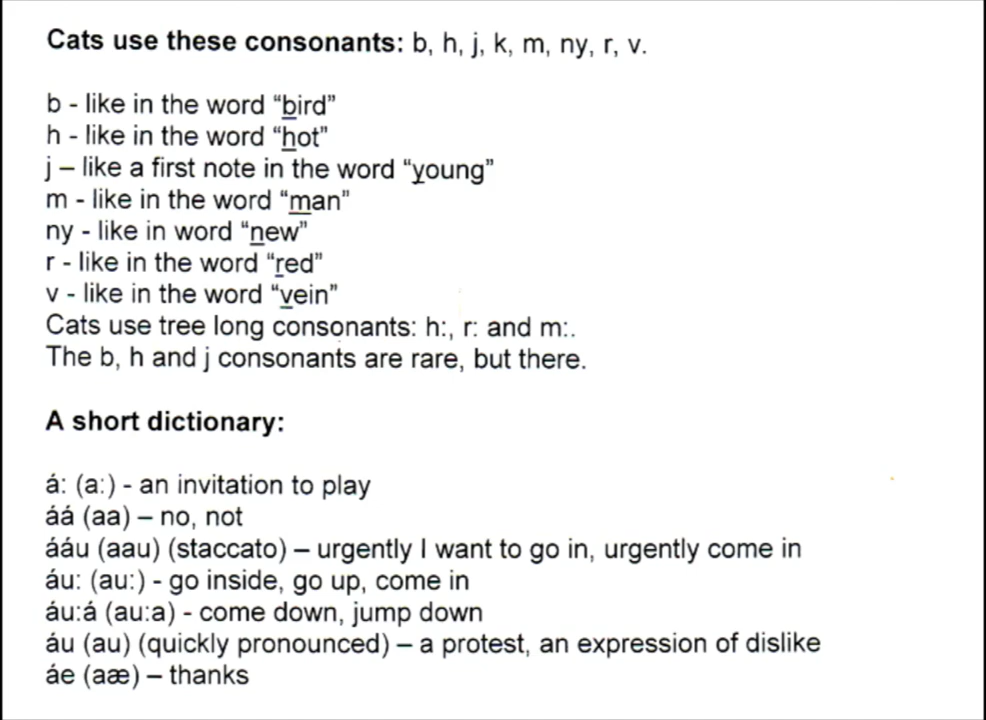 Cats use these consonants: b, h, j, k, m, ny, r, v.
b - like in the word “bird”
h - like in the word “hot”
j – like a first note in the word “young”
m - like in the word “man”
ny - like in word “new”
r - like in the word “red”
v - like in the word “vein”
Cats use tree long consonants: h:, r: and m:.
The b, h and j consonants are rare, but there.
A short dictionary:
á: (a:) - an invitation to play
áá (aa) – no, not
ááu (aau) (staccato) – urgently I want to go in, urgently come in
áu: (au:) - go inside, go up, come in
áu:á (au:a) - come down, jump down
áu (au) (quickly pronounced) – a protest, an expression of dislike
áe (aæ) – thanks